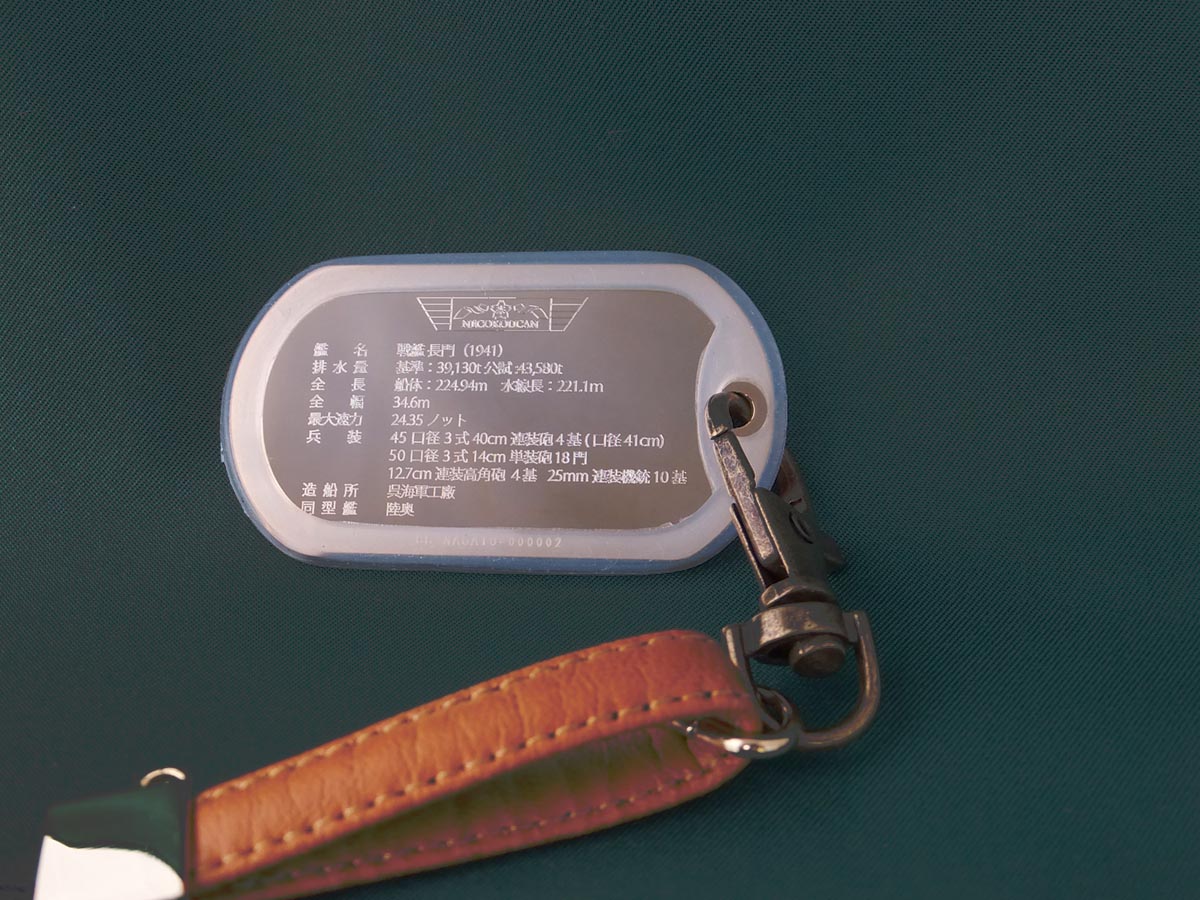 NECOKOUCAN
艦 名 戦艦 長門 (1941)
排 水 量 基準：39,130t 公試：43,580t
全 長 船体：224.94m 水線長：221.1m
全 幅 34.6m
最大速力 24.35 ノット
兵 装 45 口径 3 式 40cm 連装砲 4 基 ( 口径 41cm)
50 口径 3 式 14cm 単装砲 18 門
12.7cm 連装高角砲 4 基 25mm 連装機銃 10 基
造 船 所 呉海軍工廠
同 型 艦 陸奥
NAGATO-000002